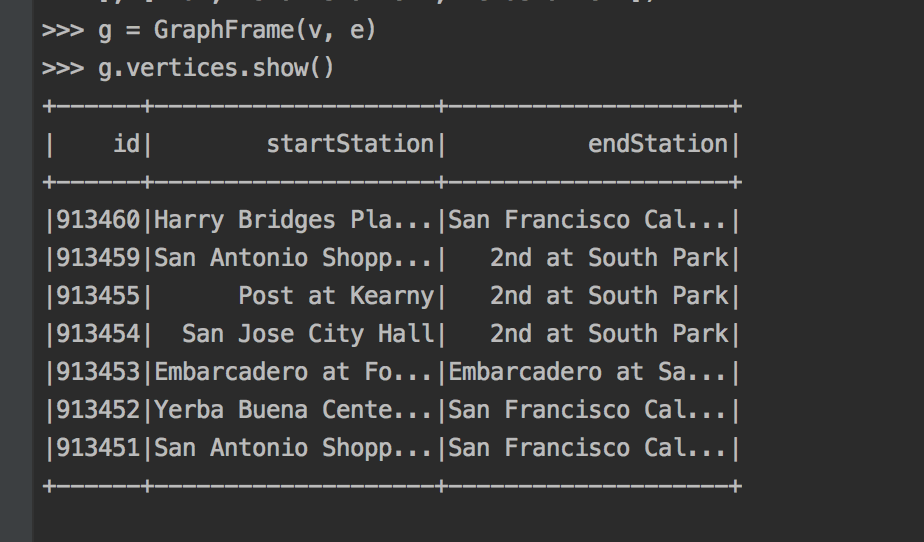 >>> g = GraphFrame(v, e)
>>> g.vertices.show()
+------+--------------------+--------------------+
|    id|        startStation|          endStation|
+------+--------------------+--------------------+
|913460|Harry Bridges Pla...|San Francisco Cal...|
|913459|San Antonio Shopp...|   2nd at South Park|
|913455|      Post at Kearny|   2nd at South Park|
|913454|  San Jose City Hall|   2nd at South Park|
|913453|Embarcadero at Fo...|Embarcadero at Sa...|
|913452|Yerba Buena Cente...|San Francisco Cal...|
|913451|San Antonio Shopp...|San Francisco Cal...|
+------+--------------------+--------------------+